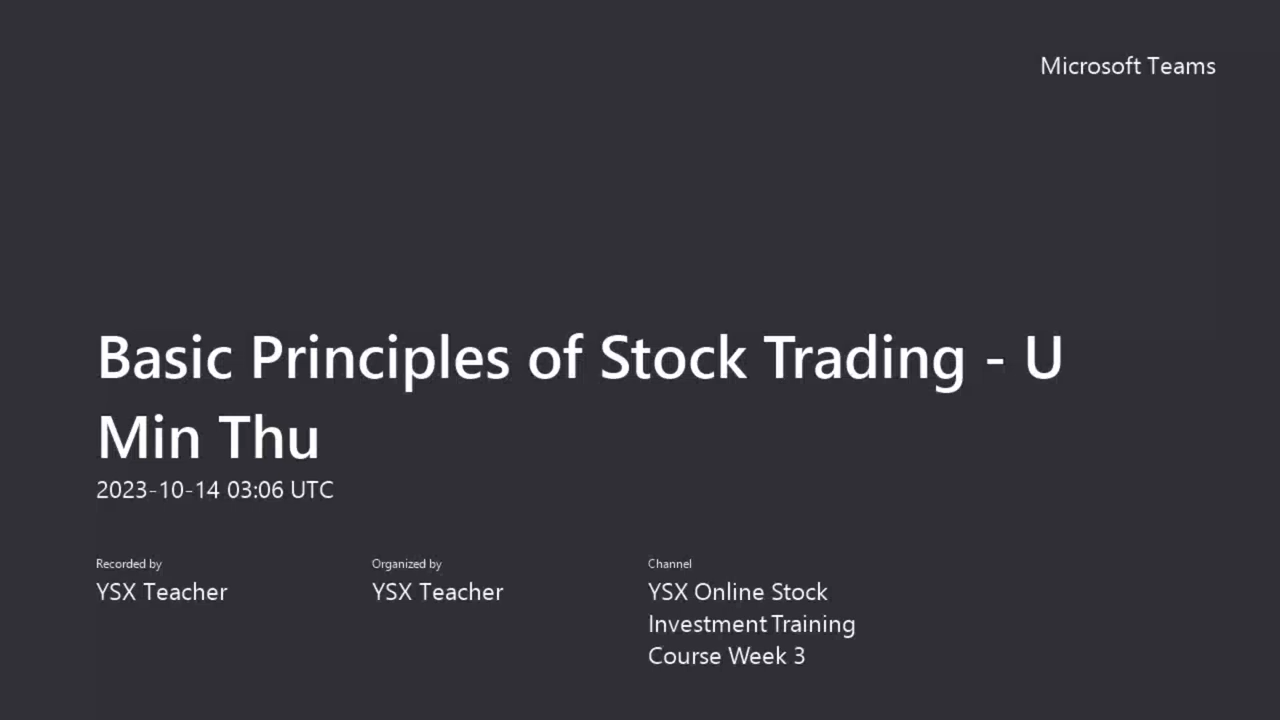 Microsoft Teams
Basic Principles of Stock Trading - U
Min Thu
2023-10-14 03:06 UTC
Recorded by
YSX Teacher
Organized by
YSX Teacher
Channel
YSX Online Stock
Investment Training
Course Week 3